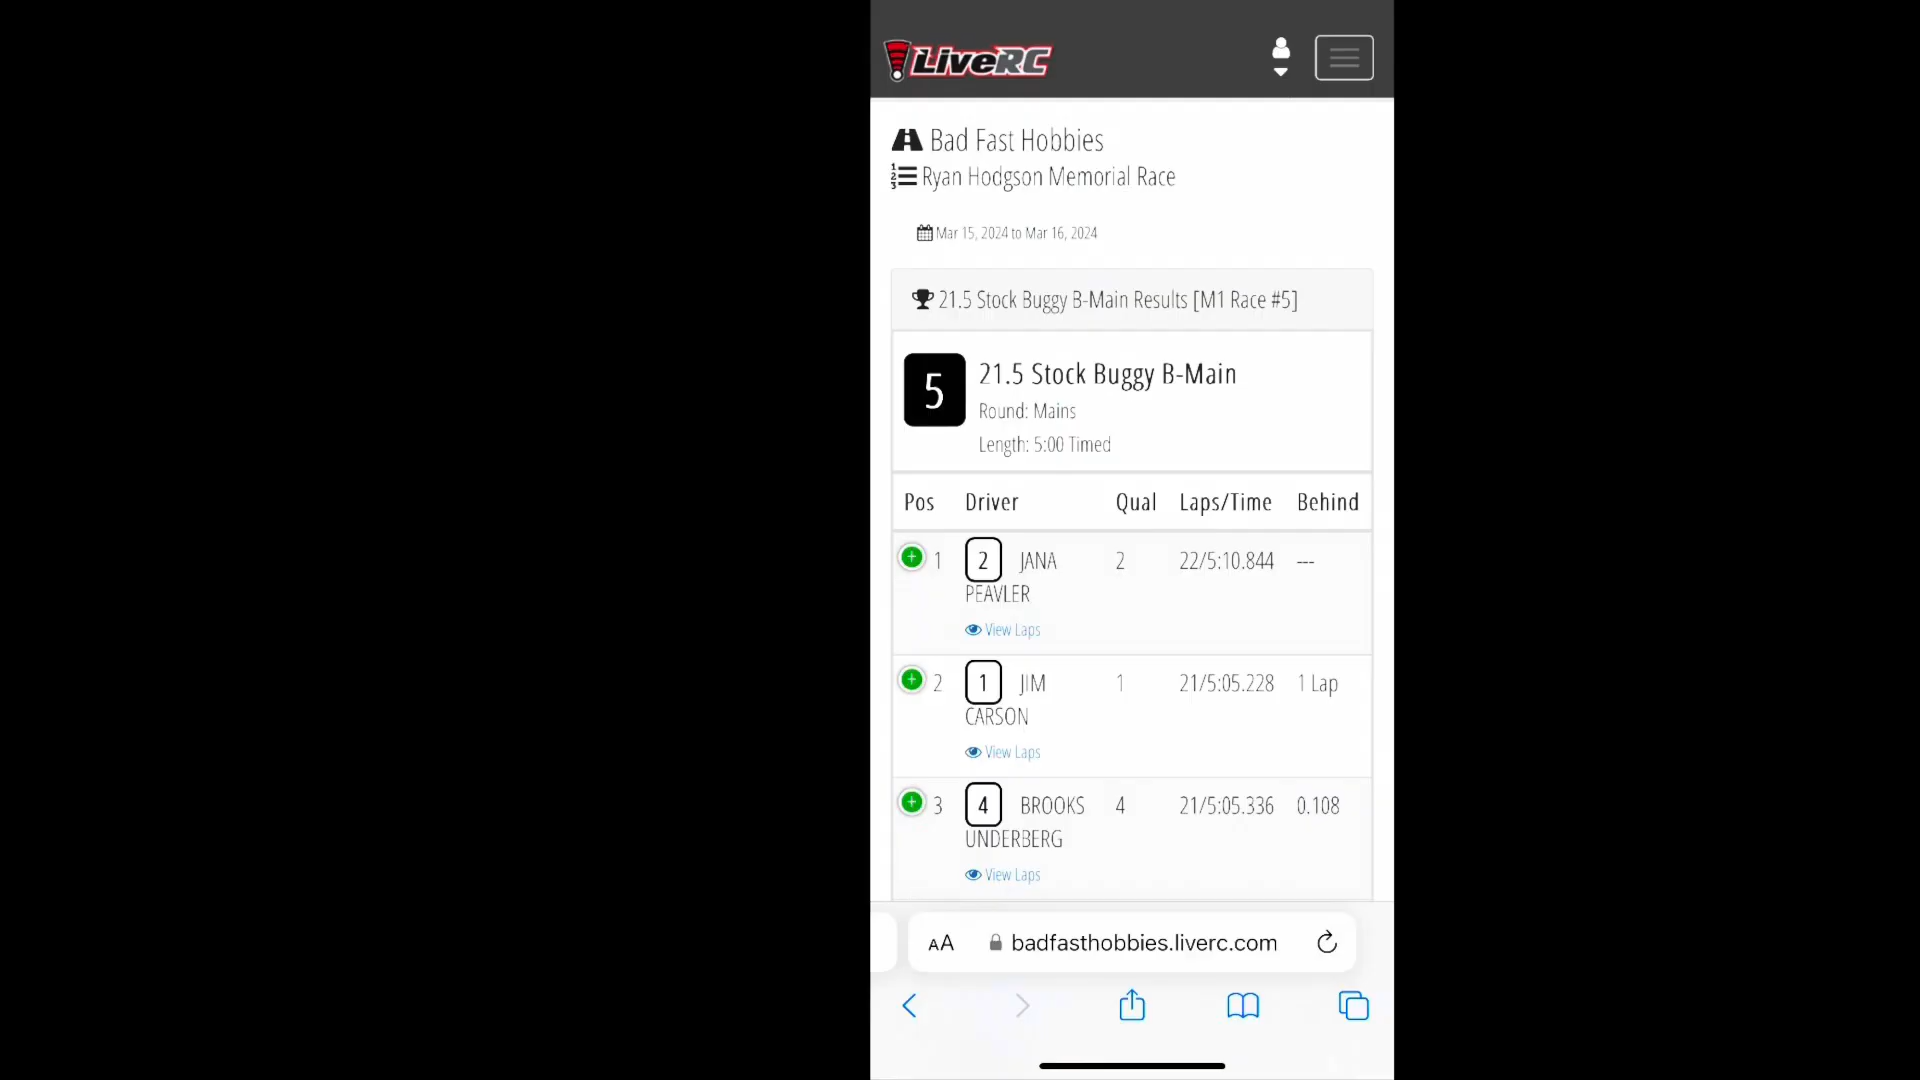 LiveRC
Bad Fast Hobbies
Ryan Hodgson Memorial Race
Mar 15, 2024 to Mar 16, 2024
21.5 Stock Buggy B-Main Results [M1 Race #5]
5
21.5 Stock Buggy B-Main
Round: Mains
Length: 5:00 Timed
Pos Driver Qual Laps/Time Behind
1 2 JANA 2 22/5:10.844 ---
PEAVLER
View Laps
2 1 JIM 1 21/5:05.228 1 Lap
CARSON
View Laps
3 4 BROOKS 4 21/5:05.336 0.108
UNDERBERG
View Laps
AA badfasthobbies.liverc.com